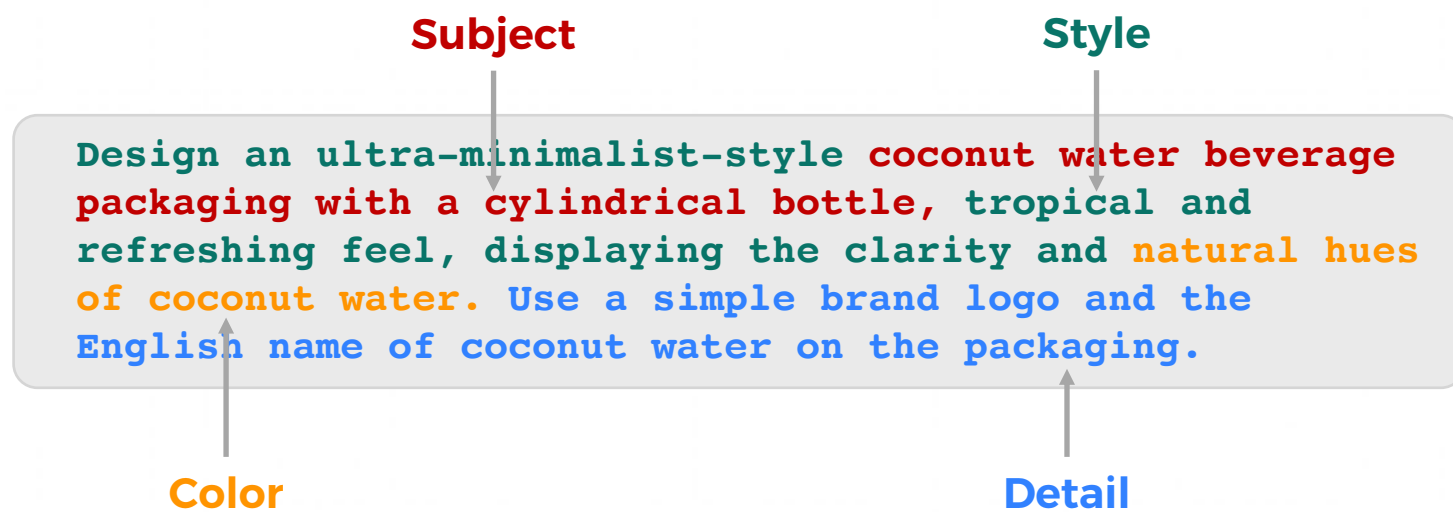 Subject
Style
Design an ultra-minimalist-style coconut water beverage
packaging with a cylindrical bottle, tropical and
refreshing feel, displaying the clarity and natural hues
of coconut water. Use a simple brand logo and the
English name of coconut water on the packaging.
Color
Detail